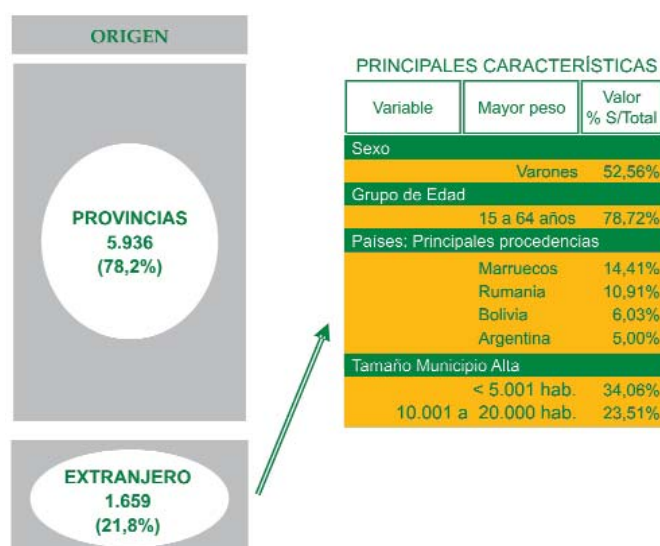 ORIGEN
PROVINCIAS
5.936
(78,2%)
EXTRANJERO
1.659
(21,8%)
PRINCIPALES CARACTERÍSTICAS
Variable Mayor peso Valor % S/Total
Sexo
Varones 52,56%
Grupo de Edad
15 a 64 años 78,72%
Países: Principales procedencias
Marruecos 14,41%
Rumania 10,91%
Bolivia 6,03%
Argentina 5,00%
Tamaño Municipio Alta
< 5.001 hab. 34,06%
10.001 a 20.000 hab. 23,51%